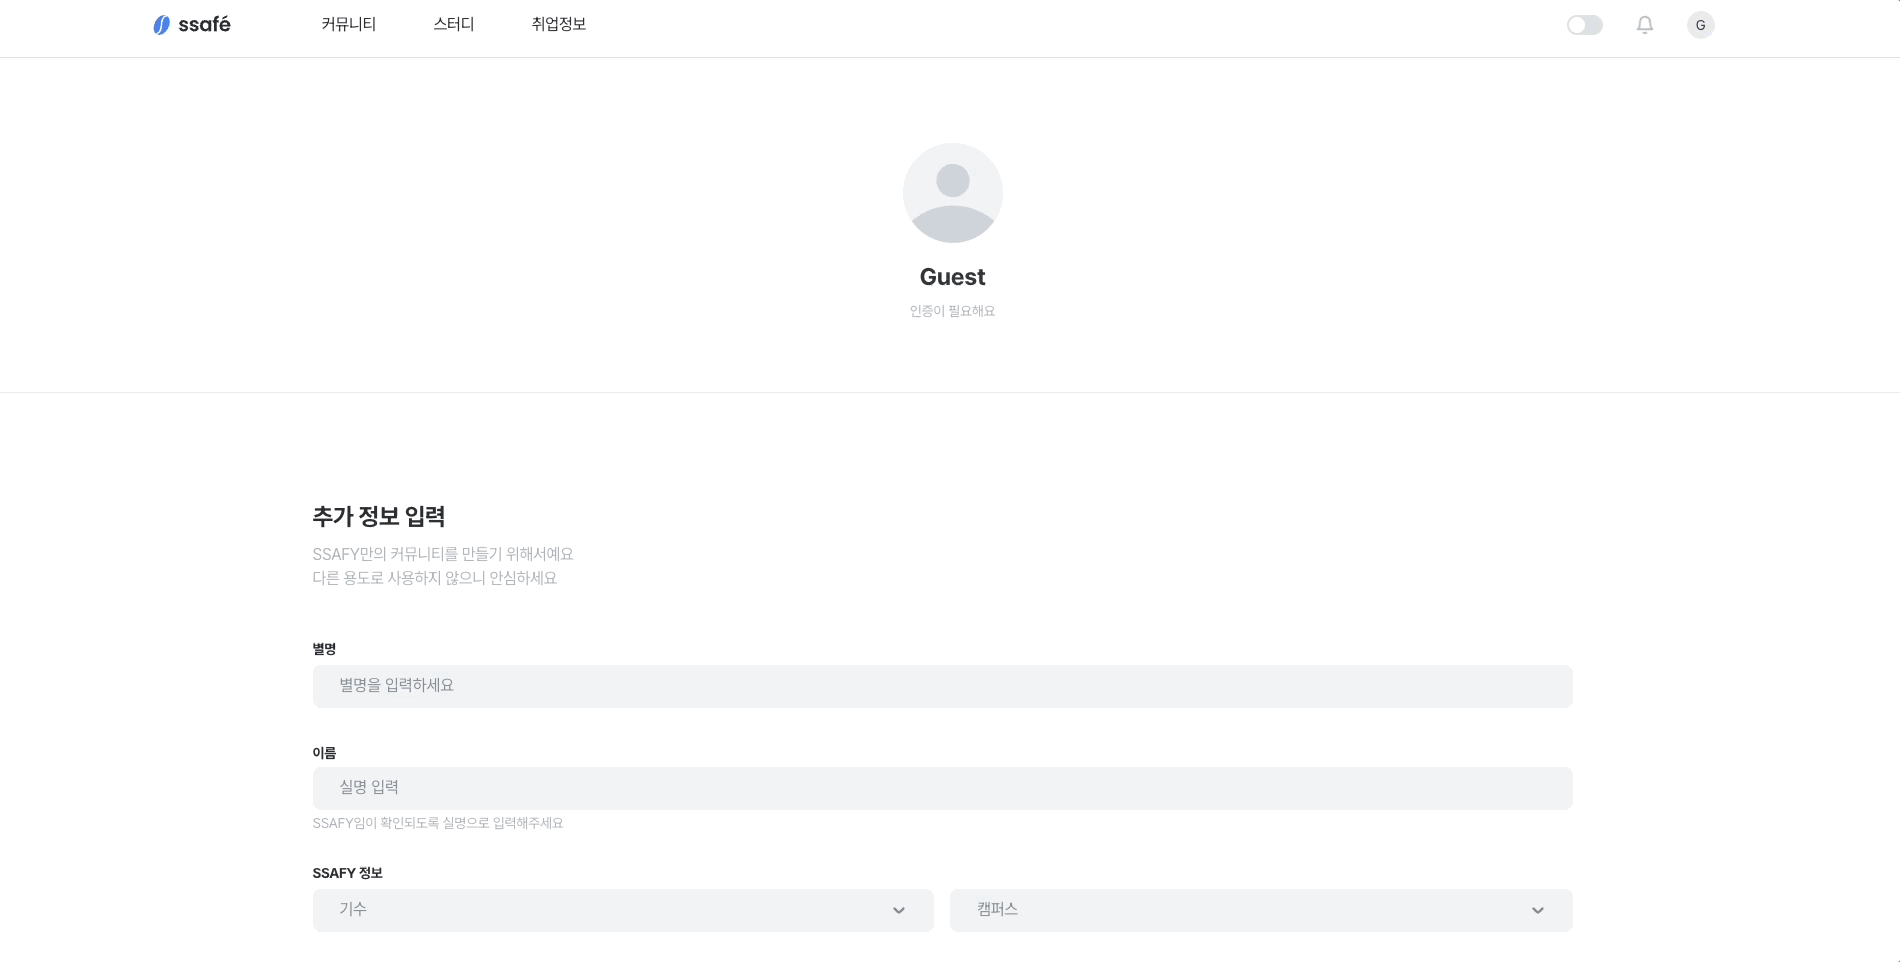 ssafé 커뮤니티 스터디 취업정보 G
Guest
인증이 필요해요
추가 정보 입력
SSAFY만의 커뮤니티를 만들기 위해서예요
다른 용도로 사용하지 않으니 안심하세요
별명
별명을 입력하세요
이름
실명 입력
SSAFY임이 확인되도록 실명으로 입력해주세요
SSAFY 정보
기수 캠퍼스